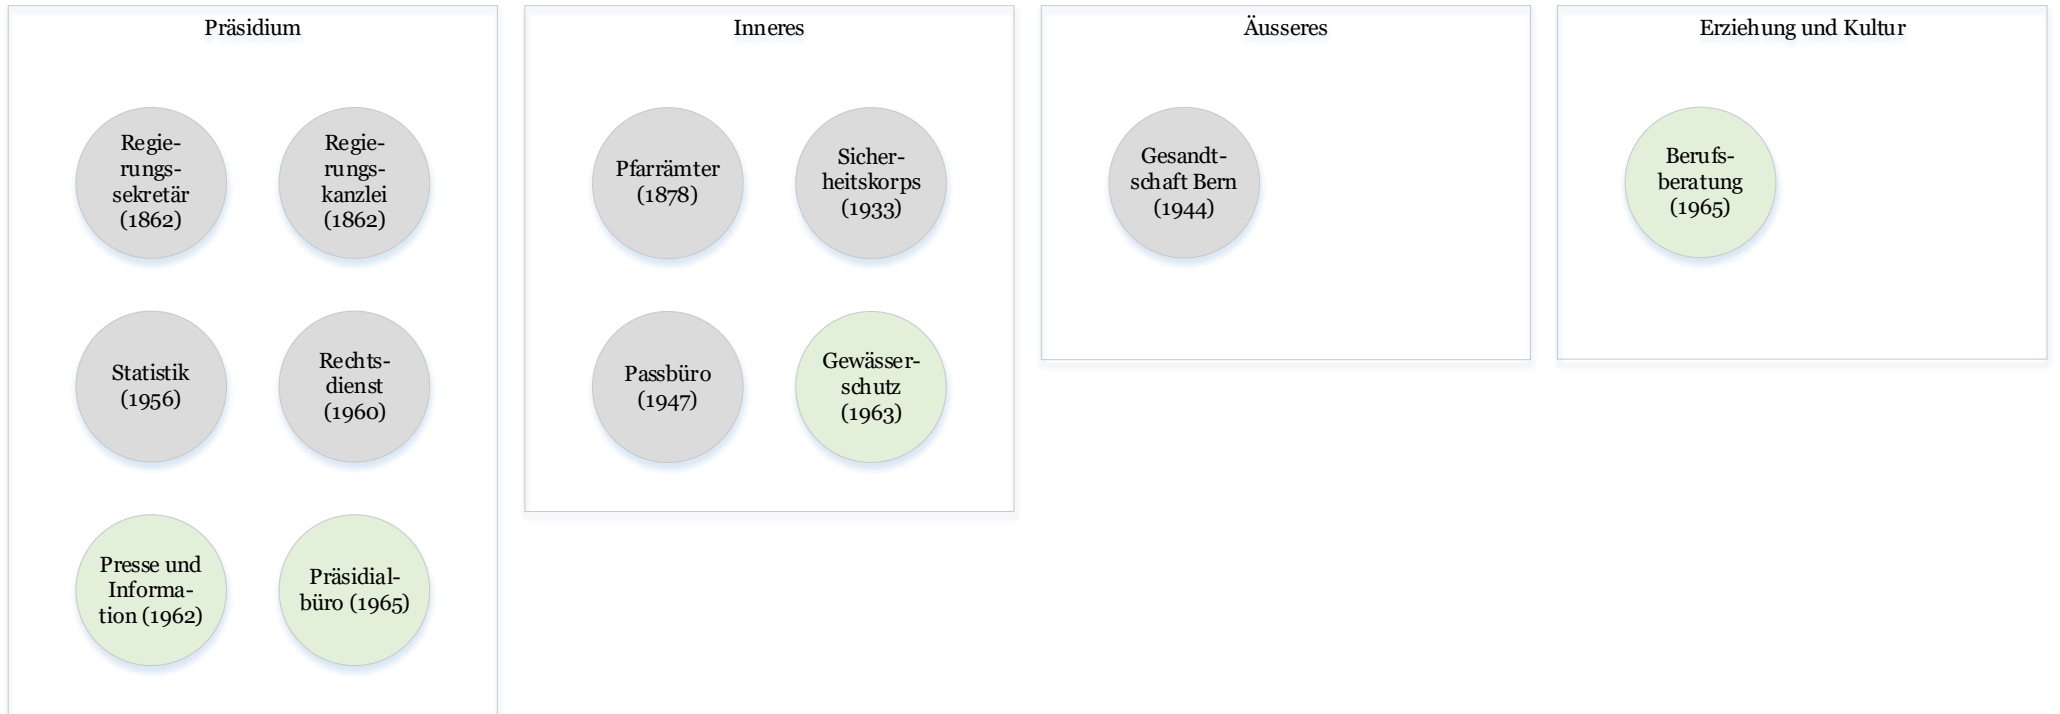 Präsidium
Regie-
rungs-
sekretär
(1862)
Regie-
rungs-
kanzlei
(1862)
Statistik
(1956)
Rechts-
dienst
(1960)
Presse und
Informa-
tion (1962)
Präsidial-
büro (1965)
Inneres
Pfarrämter
(1878)
Sicher-
heitskorps
(1933)
Passbüro
(1947)
Gewässer-
schutz
(1963)
Äusseres
Gesandt-
schaft Bern
(1944)
Erziehung und Kultur
Berufs-
beratung
(1965)